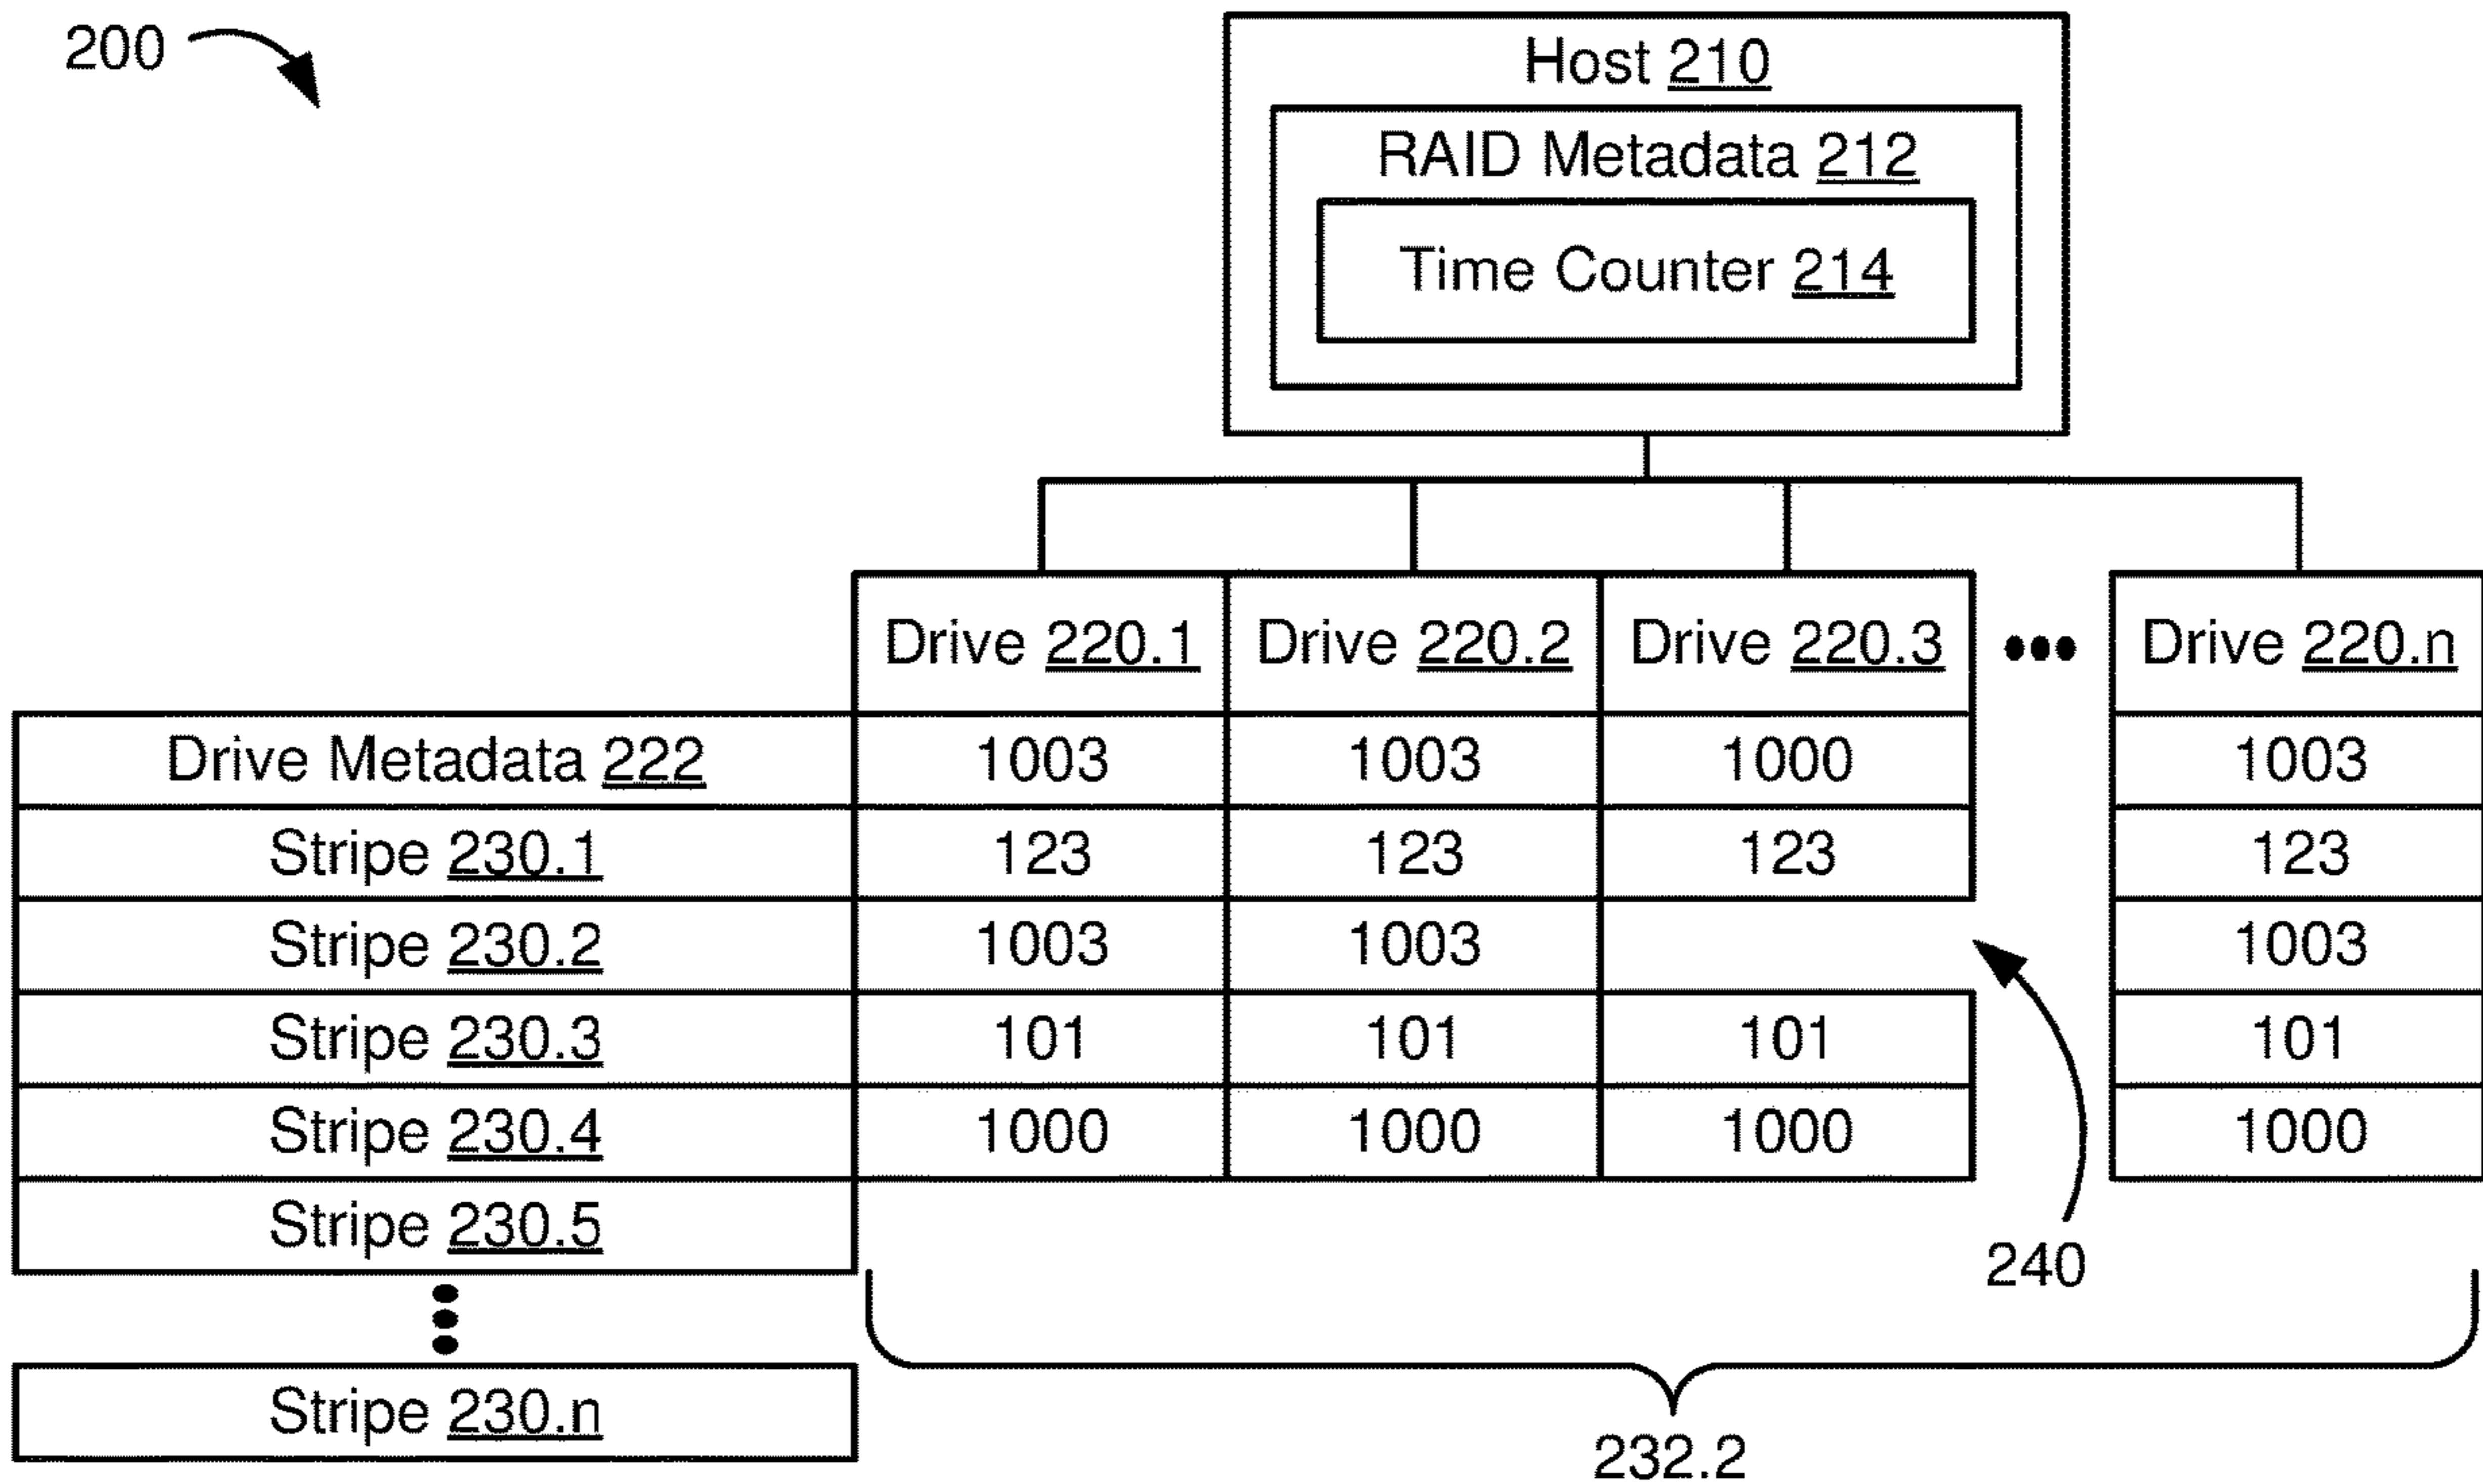 200
Host 210
RAID Metadata 212
Time Counter 214
Drive 220.1 Drive 220.2 Drive 220.3 ••• Drive 220.n
Drive Metadata 222 1003 1003 1000 1003
Stripe 230.1 123 123 123 123
Stripe 230.2 1003 1003 1003
Stripe 230.3 101 101 101 101
Stripe 230.4 1000 1000 1000 1000
Stripe 230.5
240
Stripe 230.n
232.2